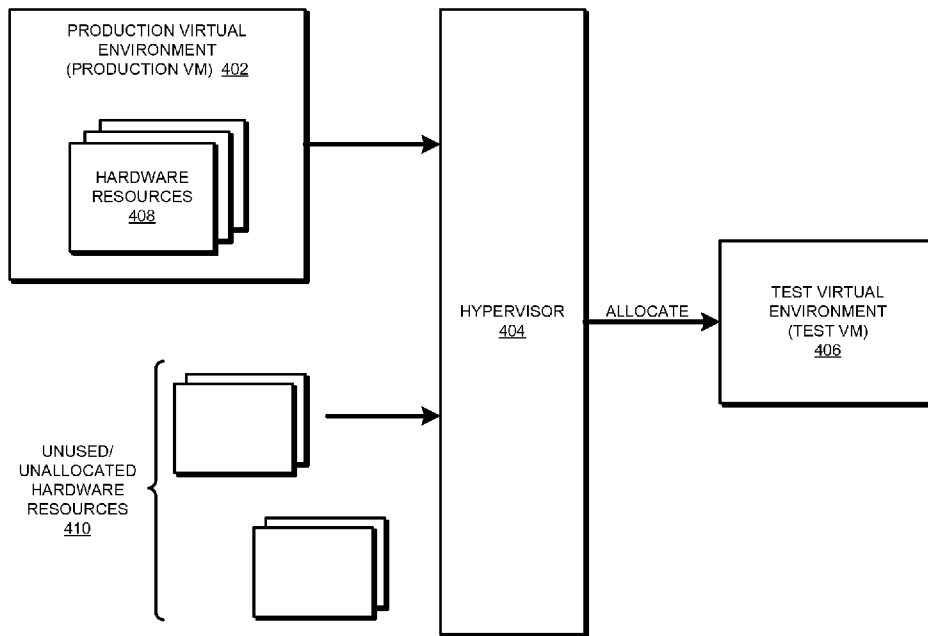 PRODUCTION VIRTUAL
ENVIRONMENT
(PRODUCTION VM) 402
HARDWARE
RESOURCES
408
HYPERVISOR
404
ALLOCATE
TEST VIRTUAL
ENVIRONMENT
(TEST VM)
406
UNUSED/
UNALLOCATED
HARDWARE
RESOURCES
410